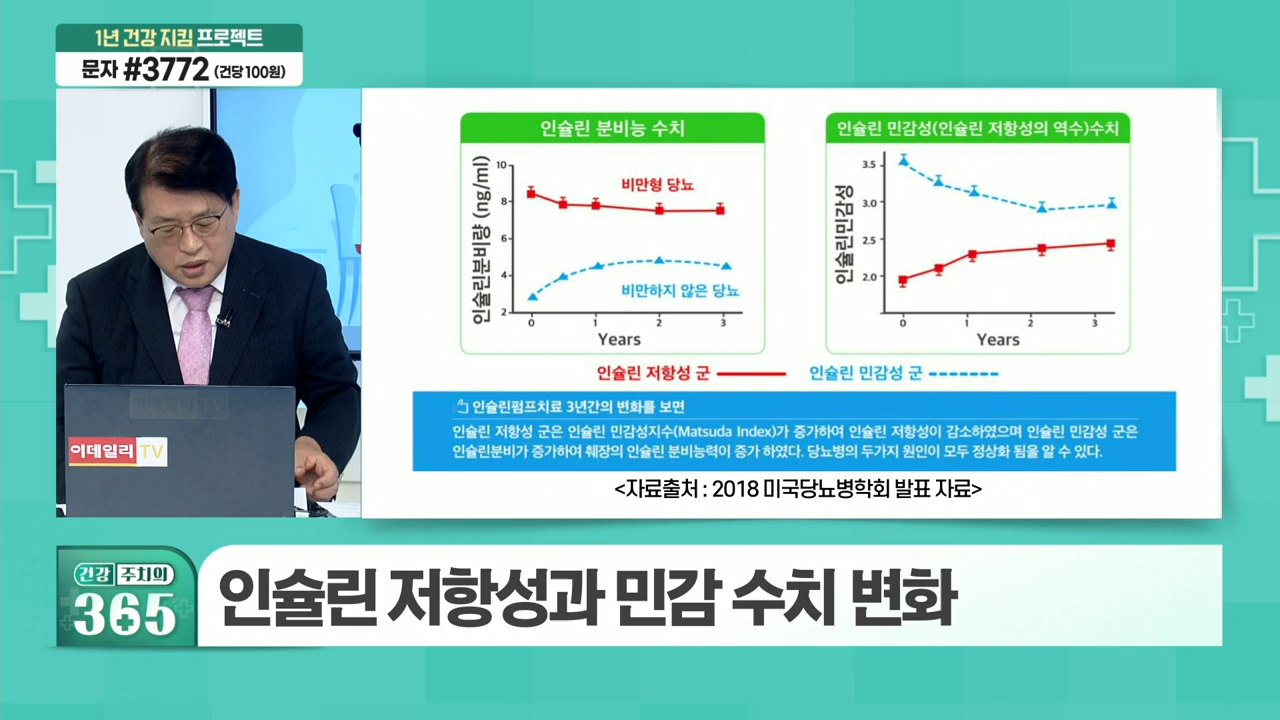 1년 건강 지킴 프로젝트
문자 #3772 (건당 100원)
인슐린 분비능 수치
인슐린분비량 (ng/ml)
10
8
6
4
2
비만형 당뇨
비만하지 않은 당뇨
0 1 2 3
Years
인슐린 민감성(인슐린 저항성의 역수)수치
인슐린민감성
3.5
3.0
2.5
2.0
0 1 2 3
Years
인슐린 저항성 군
인슐린 민감성 군
인슐린펌프치료 3년간의 변화를 보면
인슐린 저항성 군은 인슐린 민감성지수(Matsuda Index)가 증가하여 인슐린 저항성이 감소하였으며 인슐린 민감성 군은
인슐린분비가 증가하여 췌장의 인슐린 분비능력이 증가 하였다. 당뇨병의 두가지 원인이 모두 정상화 됨을 알 수 있다.
<자료출처 : 2018 미국당뇨병학회 발표 자료>
이데일리 TV
이데일리 TV
건강 주치의
365
인슐린 저항성과 민감 수치 변화